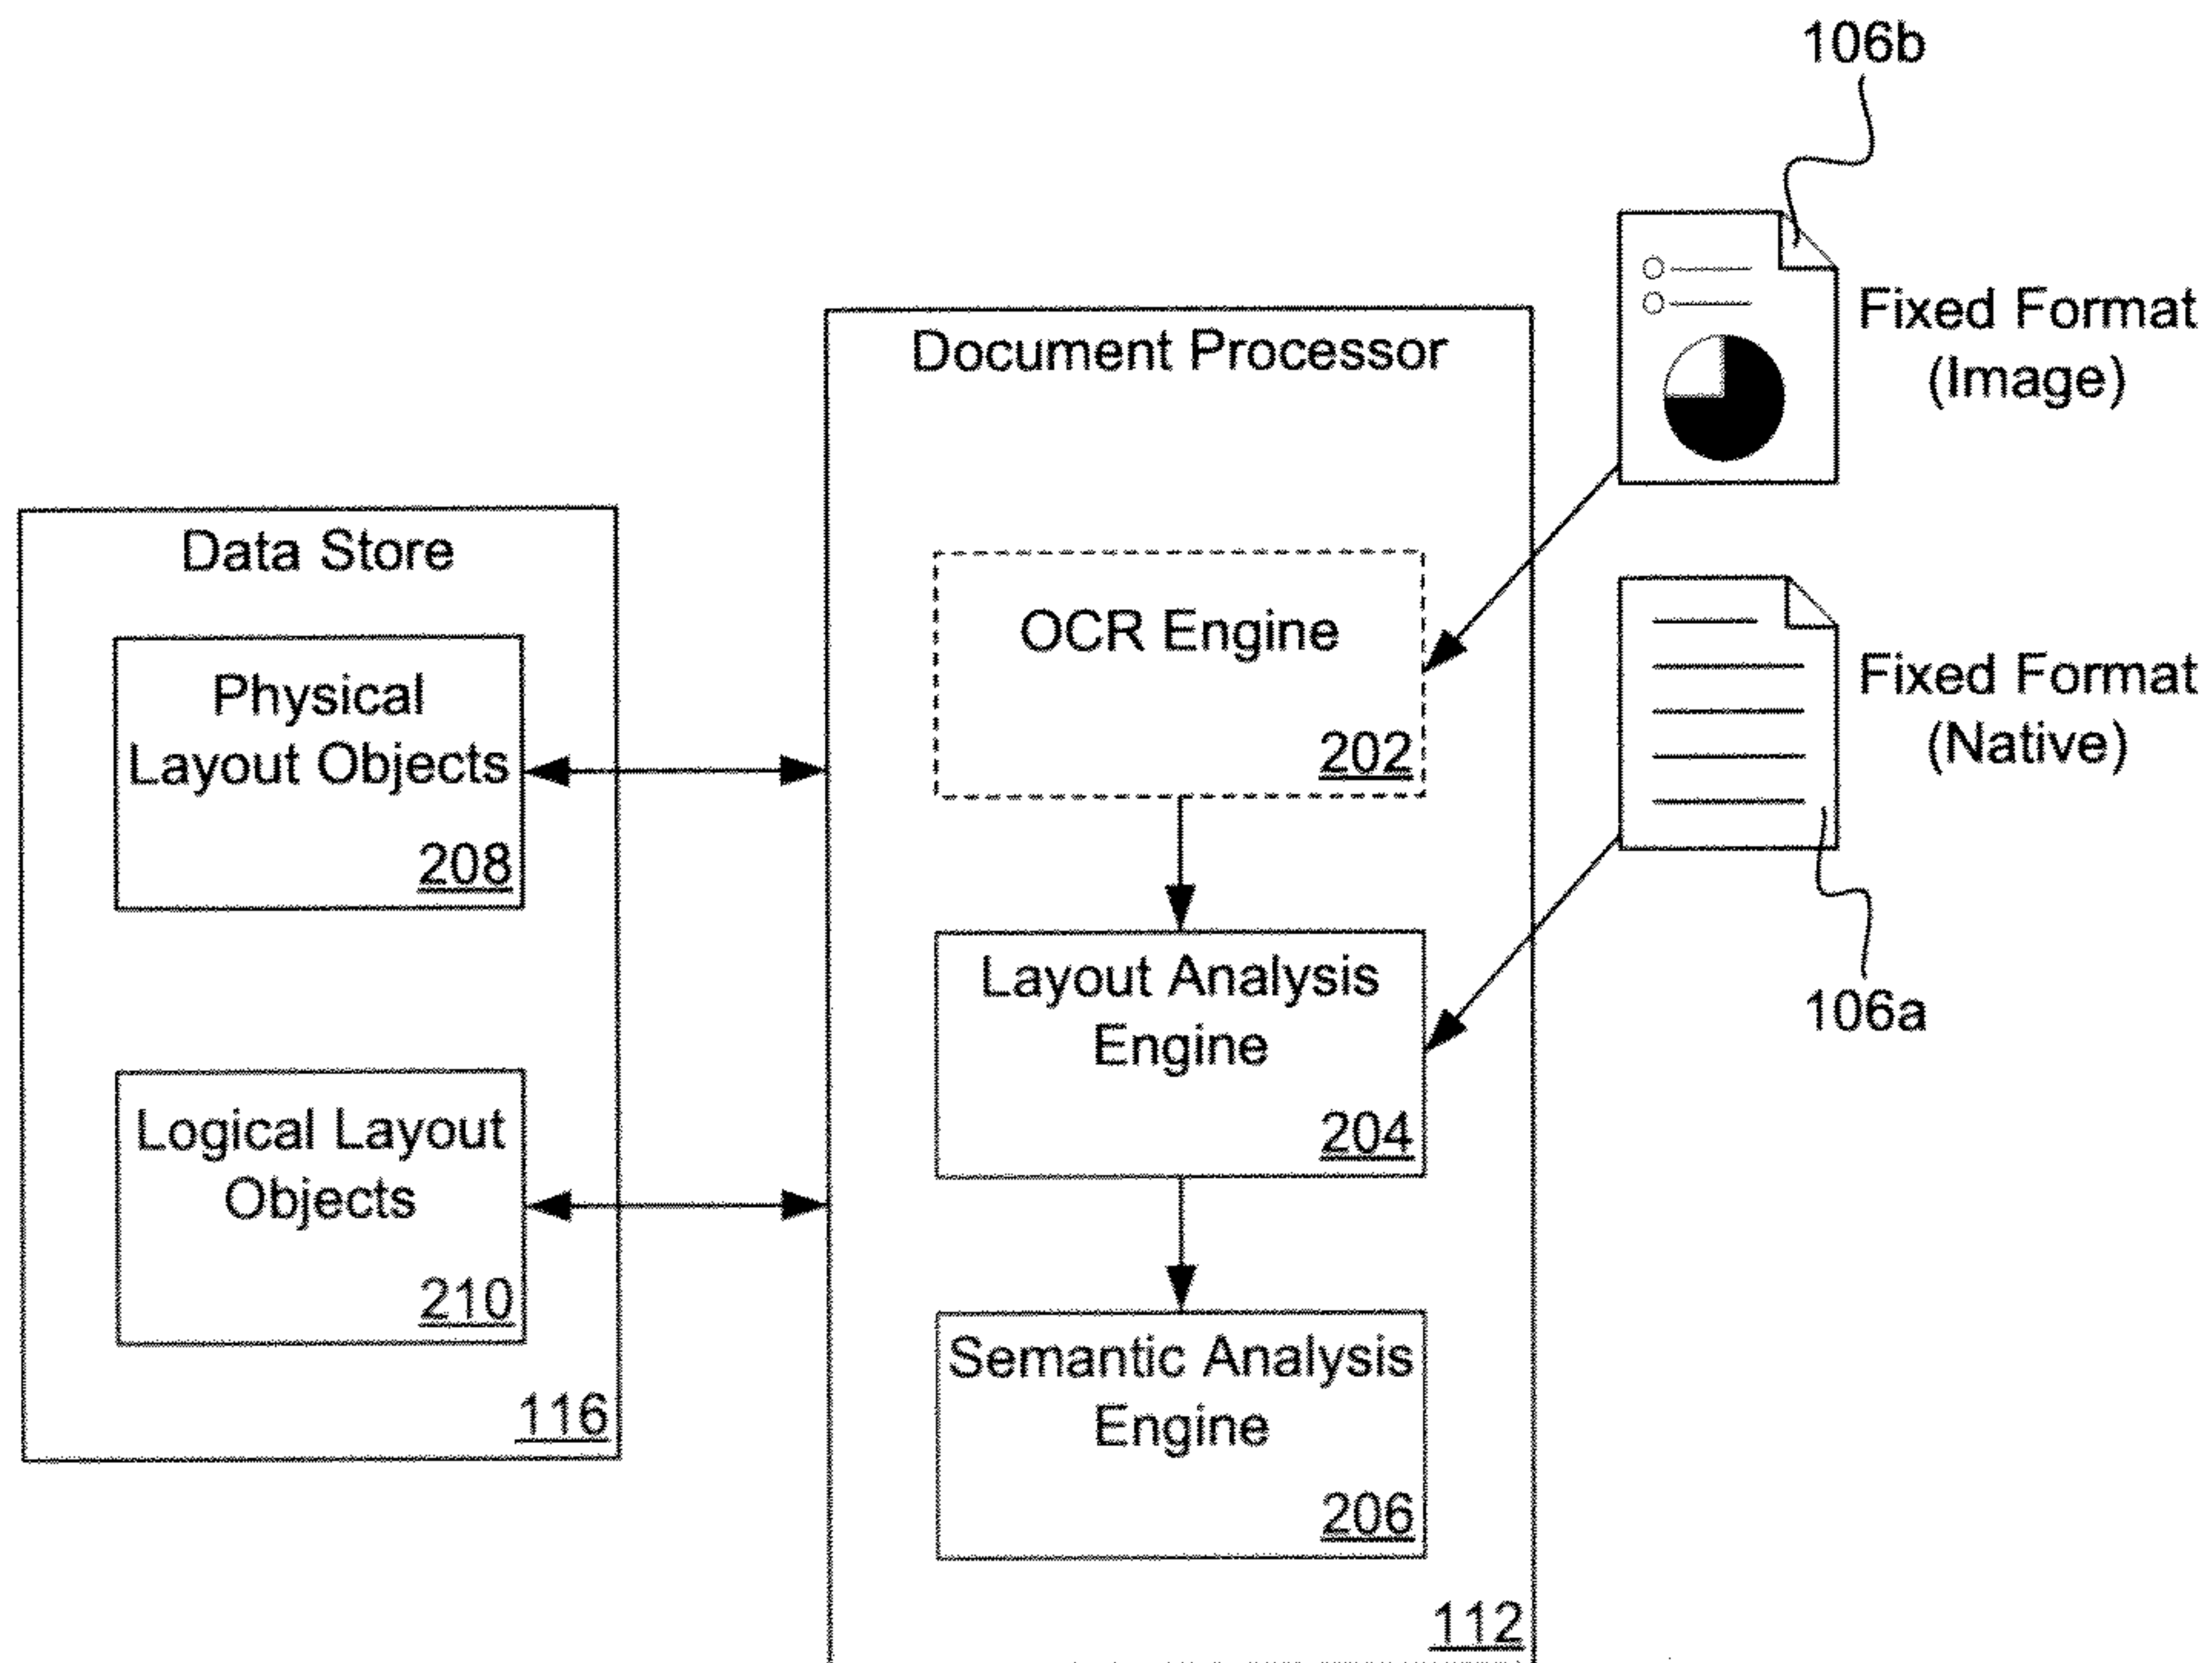 106b
Fixed Format
(Image)
Document Processor
Data Store
OCR Engine
202
Fixed Format
(Native)
106a
Physical
Layout Objects
208
Layout Analysis
Engine
204
Logical Layout
Objects
210
Semantic Analysis
Engine
206
116
112